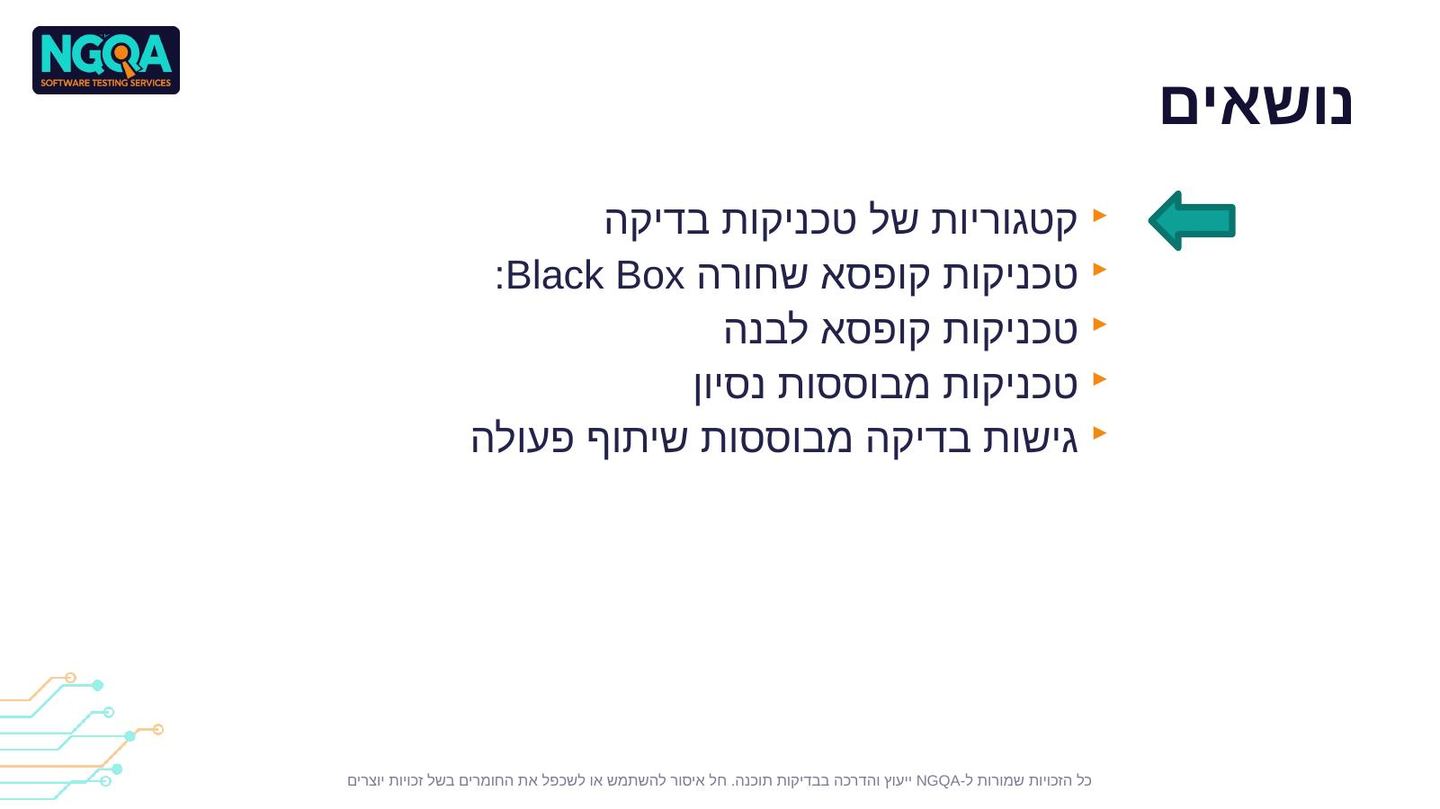 NGQA
SOFTWARE TESTING SERVICES
נושאים
קטגוריות של טכניקות בדיקה
טכניקות קופסא שחורה Black Box:
טכניקות קופסא לבנה
טכניקות מבוססות נסיון
גישות בדיקה מבוססות שיתוף פעולה
כל הזכויות שמורות ל-NGQA ייעוץ והדרכה בבדיקות תוכנה. חל איסור להשתמש או לשכפל את החומרים בשל זכויות יוצרים